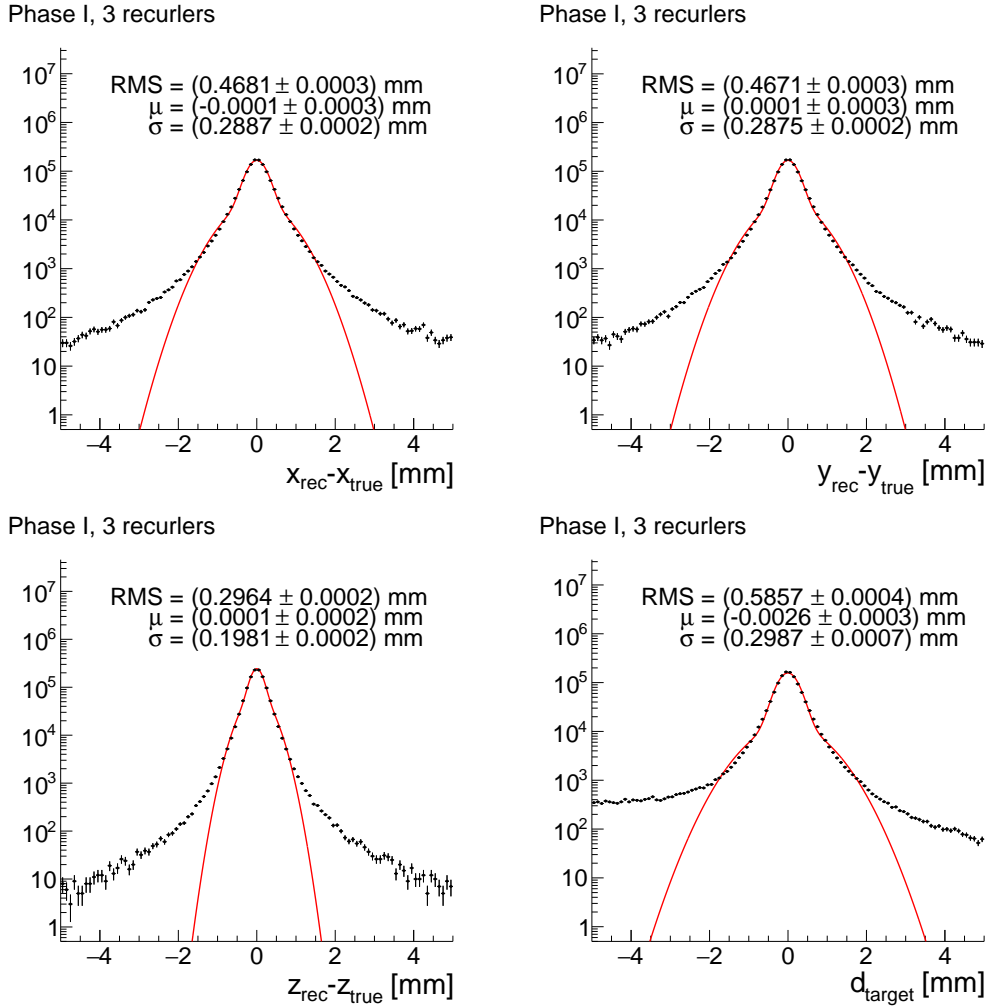 Phase I, 3 recurlers
RMS = (0.4681 ± 0.0003) mm
μ = (-0.0001 ± 0.0003) mm
σ = (0.2887 ± 0.0002) mm
10⁷
10⁶
10⁵
10⁴
10³
10²
10
1
−4 −2 0 2 4
x_rec-x_true [mm]
Phase I, 3 recurlers
RMS = (0.4671 ± 0.0003) mm
μ = (0.0001 ± 0.0003) mm
σ = (0.2875 ± 0.0002) mm
10⁷
10⁶
10⁵
10⁴
10³
10²
10
1
−4 −2 0 2 4
y_rec-y_true [mm]
Phase I, 3 recurlers
RMS = (0.2964 ± 0.0002) mm
μ = (0.0001 ± 0.0002) mm
σ = (0.1981 ± 0.0002) mm
10⁷
10⁶
10⁵
10⁴
10³
10²
10
1
−4 −2 0 2 4
z_rec-z_true [mm]
Phase I, 3 recurlers
RMS = (0.5857 ± 0.0004) mm
μ = (-0.0026 ± 0.0003) mm
σ = (0.2987 ± 0.0007) mm
10⁷
10⁶
10⁵
10⁴
10³
10²
10
1
−4 −2 0 2 4
d_target [mm]